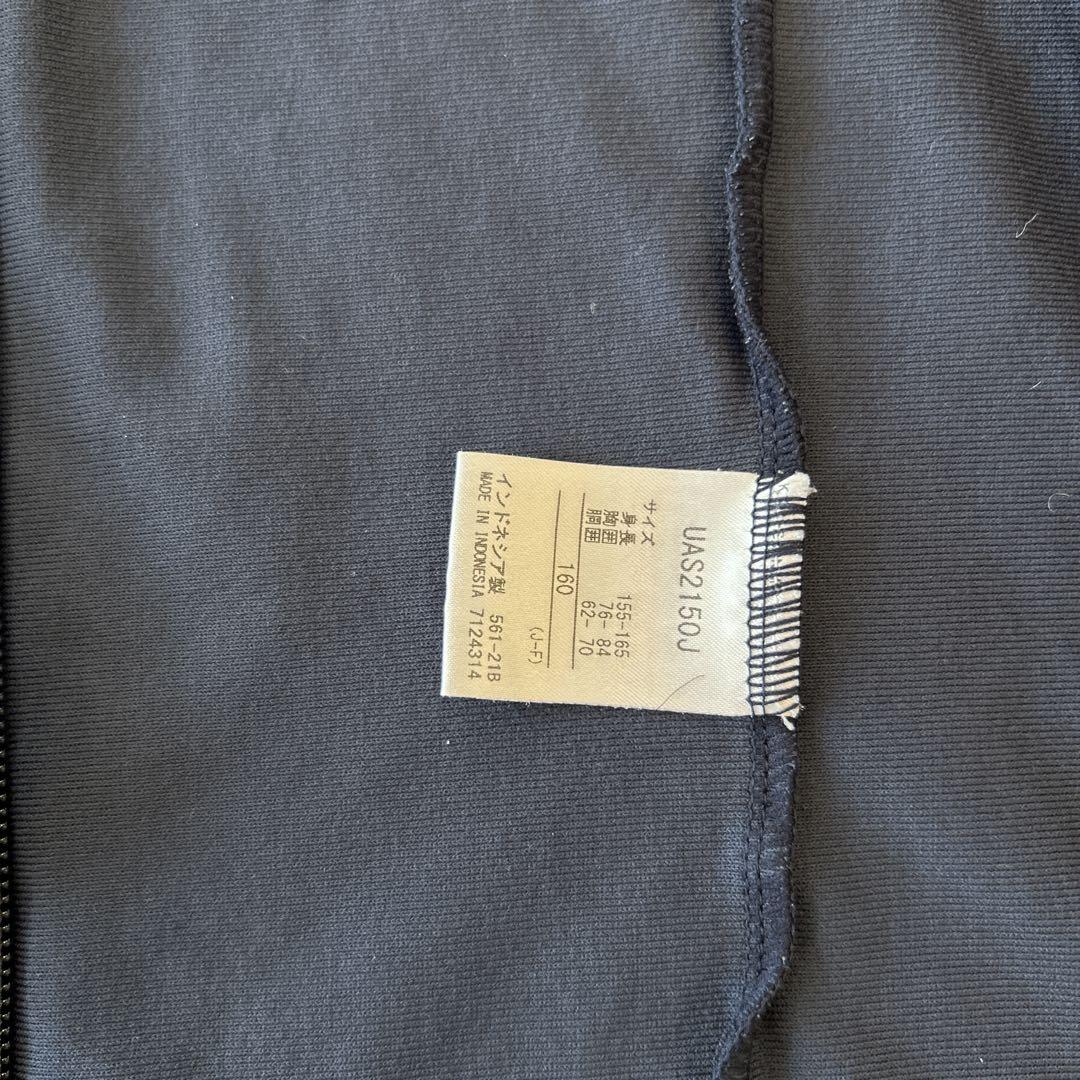 UAS2150J
サイズ
身長 155-165
胸囲 76- 84
胴囲 62- 70
160
(J-F)
インドネシア製 561-21B
MADE IN INDONESIA 7124314